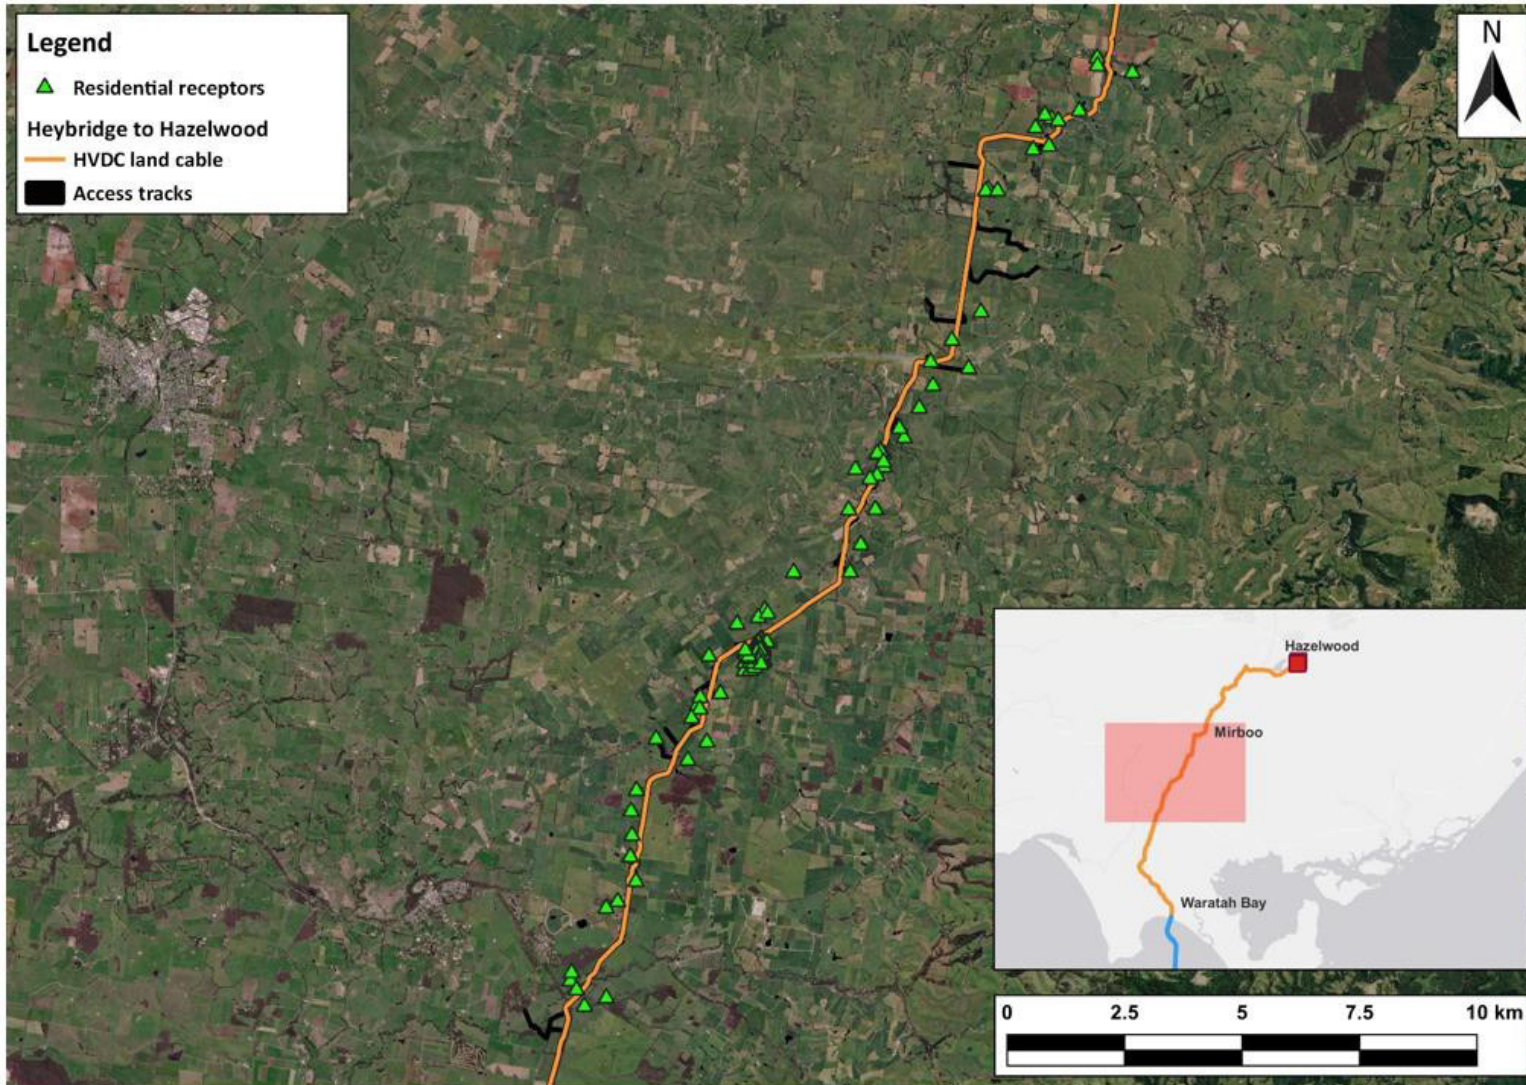 Legend
Residential receptors
Heybridge to Hazelwood
HVDC land cable
Access tracks
N
Hazelwood
Mirboo
Waratah Bay
0 2.5 5 7.5 10 km